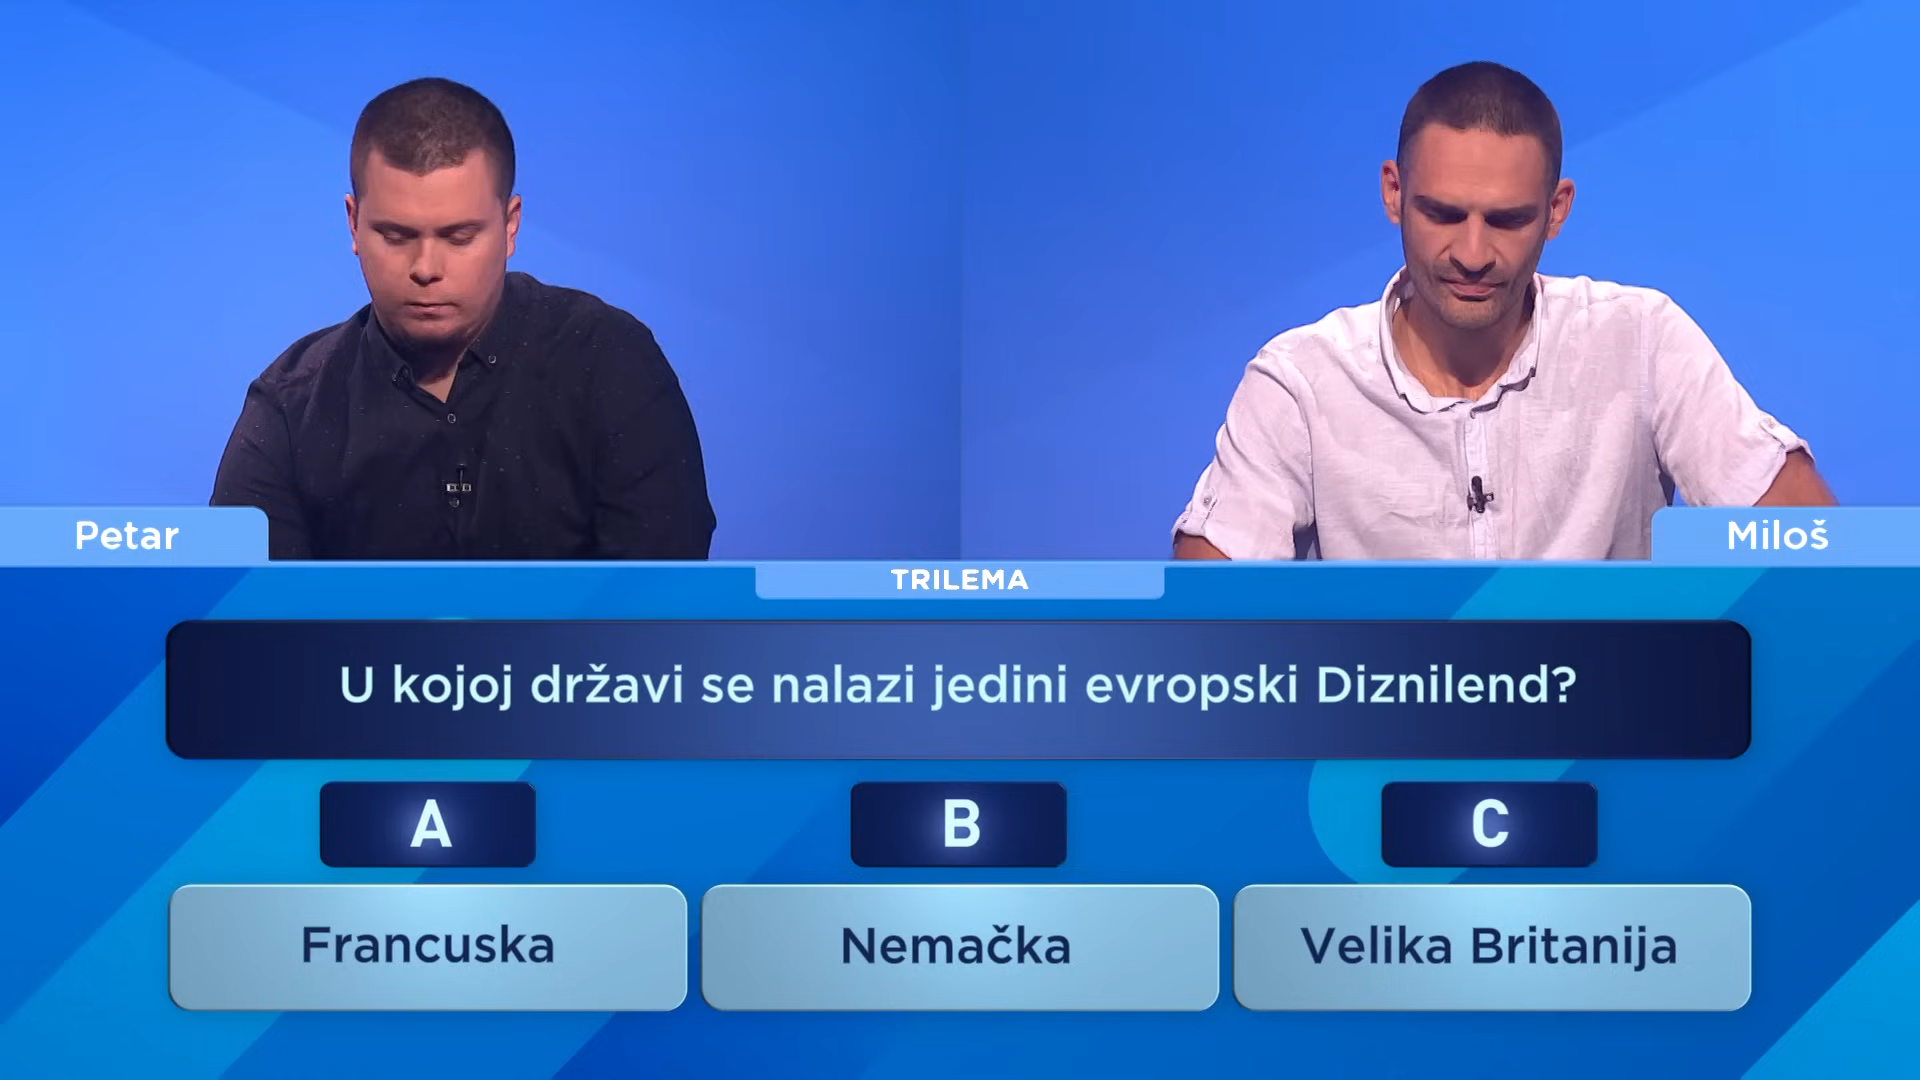 Petar
Miloš
TRILEMA
U kojoj državi se nalazi jedini evropski Diznilend?
A
B
C
Francuska
Nemačka
Velika Britanija